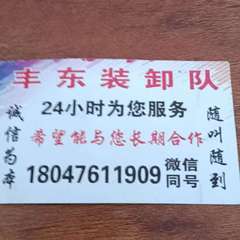 丰东装卸队
24小时为您服务
希望能与您长期合作
18047611909 微信同号
诚信为本
随叫随到